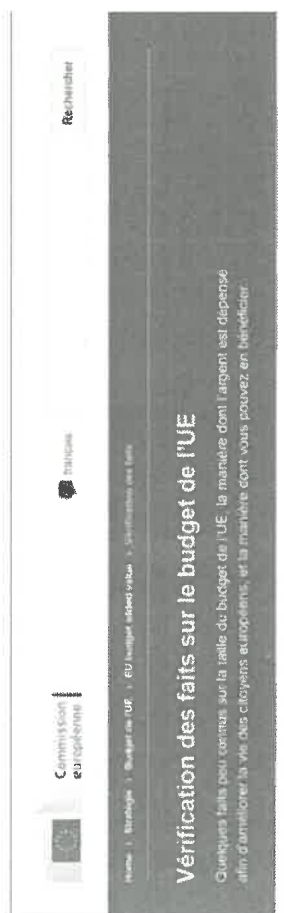 Commission
européenne
français
Rechercher
Home > Stratégie > Budget de l'UE > EU budget added value > Vérification des faits
Vérification des faits sur le budget de l'UE
Quelques faits peu connus sur la taille du budget de l'UE, la manière dont l'argent est dépensé
afin d'améliorer la vie des citoyens européens, et la manière dont vous pouvez en bénéficier.